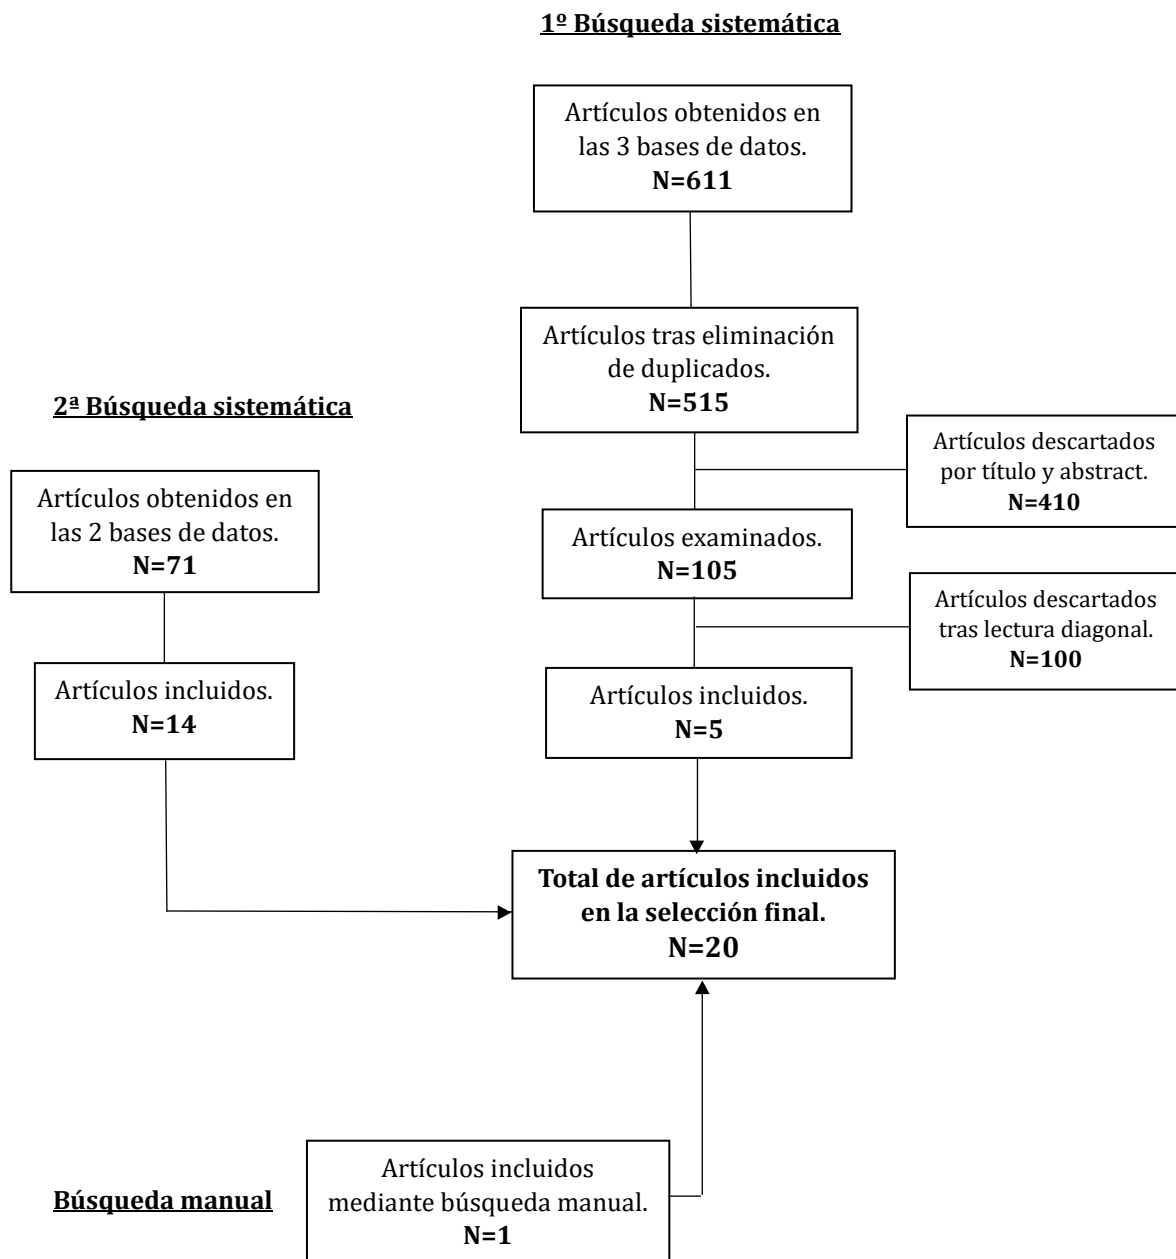 1º Búsqueda sistemática
Artículos obtenidos en
las 3 bases de datos.
N=611
Artículos tras eliminación
de duplicados.
N=515
Artículos descartados
por título y abstract.
N=410
Artículos examinados.
N=105
Artículos descartados
tras lectura diagonal.
N=100
Artículos incluidos.
N=5
2ª Búsqueda sistemática
Artículos obtenidos en
las 2 bases de datos.
N=71
Artículos incluidos.
N=14
Total de artículos incluidos
en la selección final.
N=20
Búsqueda manual
Artículos incluidos
mediante búsqueda manual.
N=1